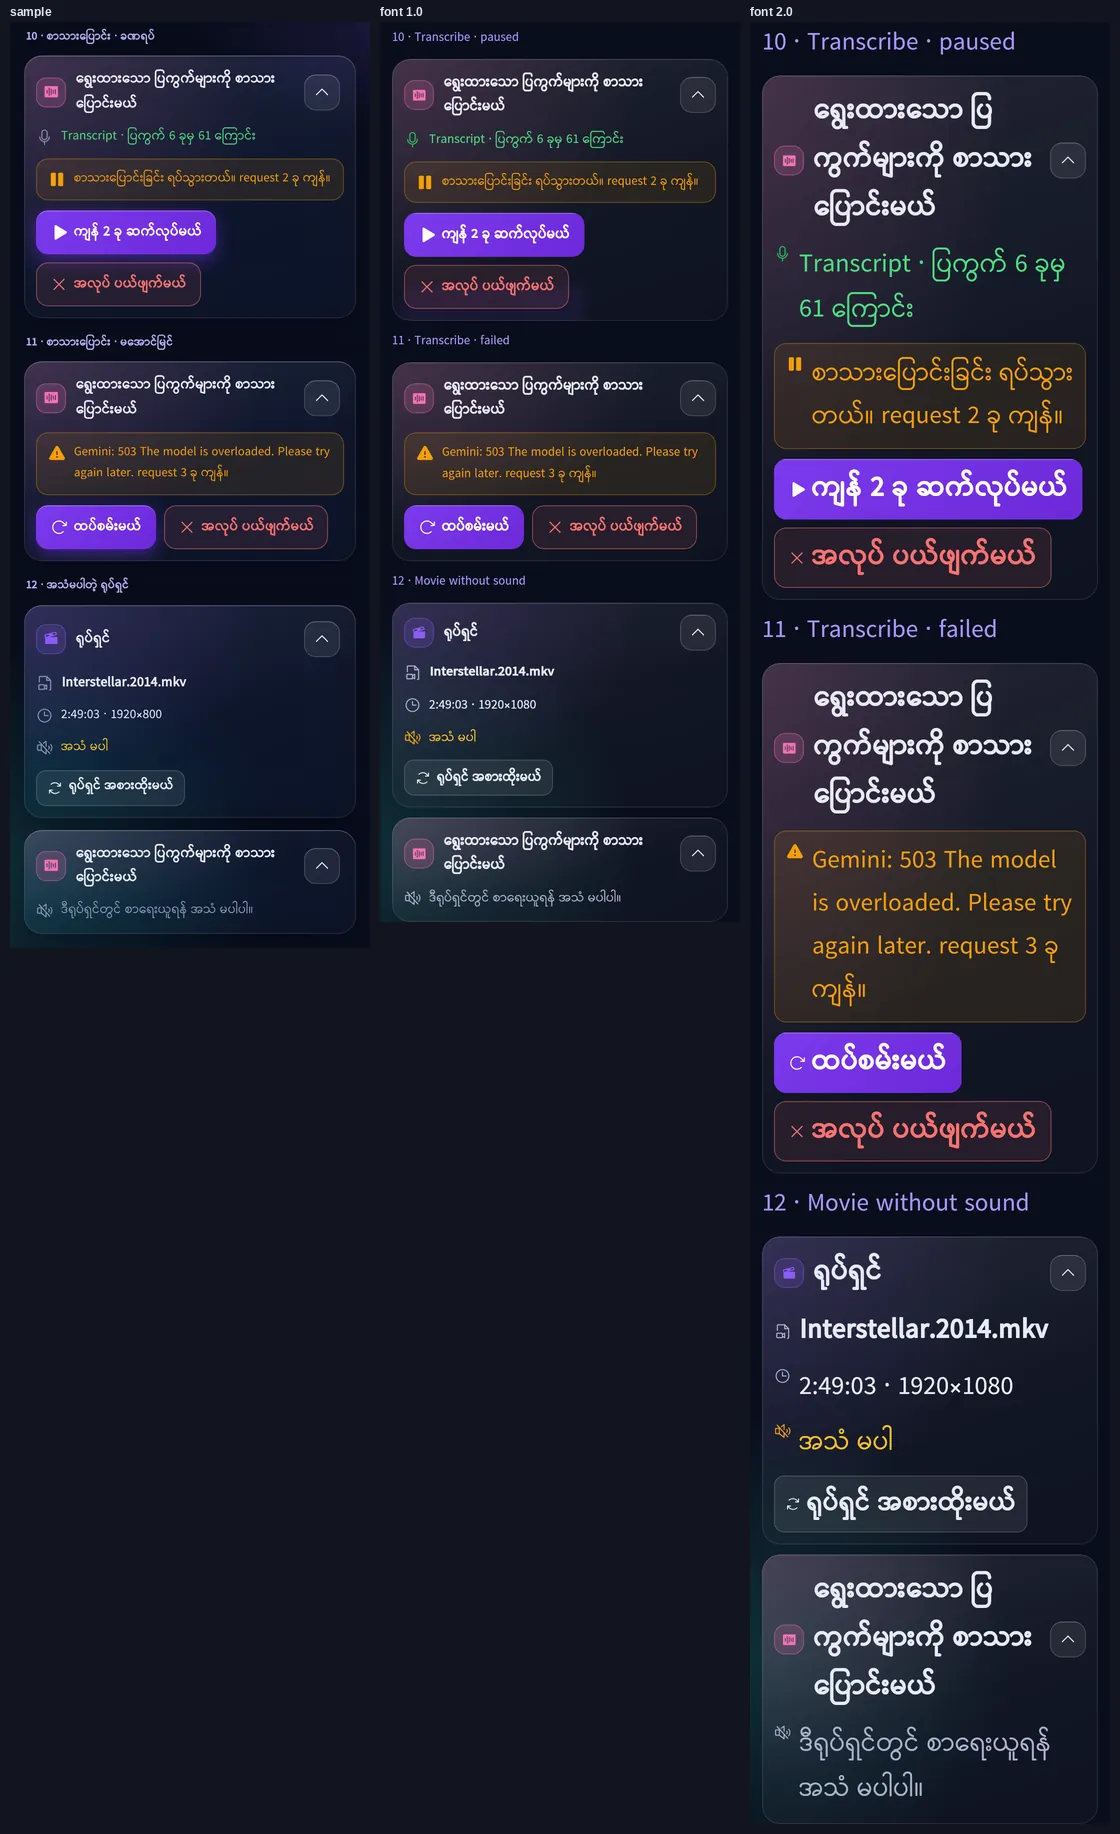 sample
10 · စာသားပြောင်း · ခဏရပ်
ရွေးထားသော ပြကွက်များကို စာသား
ပြောင်းမယ်
Transcript · ပြကွက် 6 ခုမှ 61 ကြောင်း
စာသားပြောင်းခြင်း ရပ်သွားတယ်။ request 2 ခု ကျန်။
ကျန် 2 ခု ဆက်လုပ်မယ်
အလုပ် ပယ်ဖျက်မယ်
11 · စာသားပြောင်း · မအောင်မြင်
ရွေးထားသော ပြကွက်များကို စာသား
ပြောင်းမယ်
Gemini: 503 The model is overloaded. Please try
again later. request 3 ခု ကျန်။
ထပ်စမ်းမယ်
အလုပ် ပယ်ဖျက်မယ်
12 · အသံမပါတဲ့ ရုပ်ရှင်
ရုပ်ရှင်
Interstellar.2014.mkv
2:49:03 · 1920×800
အသံ မပါ
ရုပ်ရှင် အစားထိုးမယ်
ရွေးထားသော ပြကွက်များကို စာသား
ပြောင်းမယ်
ဒီရုပ်ရှင်တွင် စာရေးယူရန် အသံ မပါပါ။
font 1.0
10 · Transcribe · paused
ရွေးထားသော ပြကွက်များကို စာသား
ပြောင်းမယ်
Transcript · ပြကွက် 6 ခုမှ 61 ကြောင်း
စာသားပြောင်းခြင်း ရပ်သွားတယ်။ request 2 ခု ကျန်။
ကျန် 2 ခု ဆက်လုပ်မယ်
အလုပ် ပယ်ဖျက်မယ်
11 · Transcribe · failed
ရွေးထားသော ပြကွက်များကို စာသား
ပြောင်းမယ်
Gemini: 503 The model is overloaded. Please try
again later. request 3 ခု ကျန်။
ထပ်စမ်းမယ်
အလုပ် ပယ်ဖျက်မယ်
12 · Movie without sound
ရုပ်ရှင်
Interstellar.2014.mkv
2:49:03 · 1920×1080
အသံ မပါ
ရုပ်ရှင် အစားထိုးမယ်
ရွေးထားသော ပြကွက်များကို စာသား
ပြောင်းမယ်
ဒီရုပ်ရှင်တွင် စာရေးယူရန် အသံ မပါပါ။
font 2.0
10 · Transcribe · paused
ရွေးထားသော ပြ
ကွက်များကို စာသား
ပြောင်းမယ်
Transcript · ပြကွက် 6 ခုမှ
61 ကြောင်း
စာသားပြောင်းခြင်း ရပ်သွား
တယ်။ request 2 ခု ကျန်။
ကျန် 2 ခု ဆက်လုပ်မယ်
အလုပ် ပယ်ဖျက်မယ်
11 · Transcribe · failed
ရွေးထားသော ပြ
ကွက်များကို စာသား
ပြောင်းမယ်
Gemini: 503 The model
is overloaded. Please try
again later. request 3 ခု
ကျန်။
ထပ်စမ်းမယ်
အလုပ် ပယ်ဖျက်မယ်
12 · Movie without sound
ရုပ်ရှင်
Interstellar.2014.mkv
2:49:03 · 1920×1080
အသံ မပါ
ရုပ်ရှင် အစားထိုးမယ်
ရွေးထားသော ပြ
ကွက်များကို စာသား
ပြောင်းမယ်
ဒီရုပ်ရှင်တွင် စာရေးယူရန်
အသံ မပါပါ။